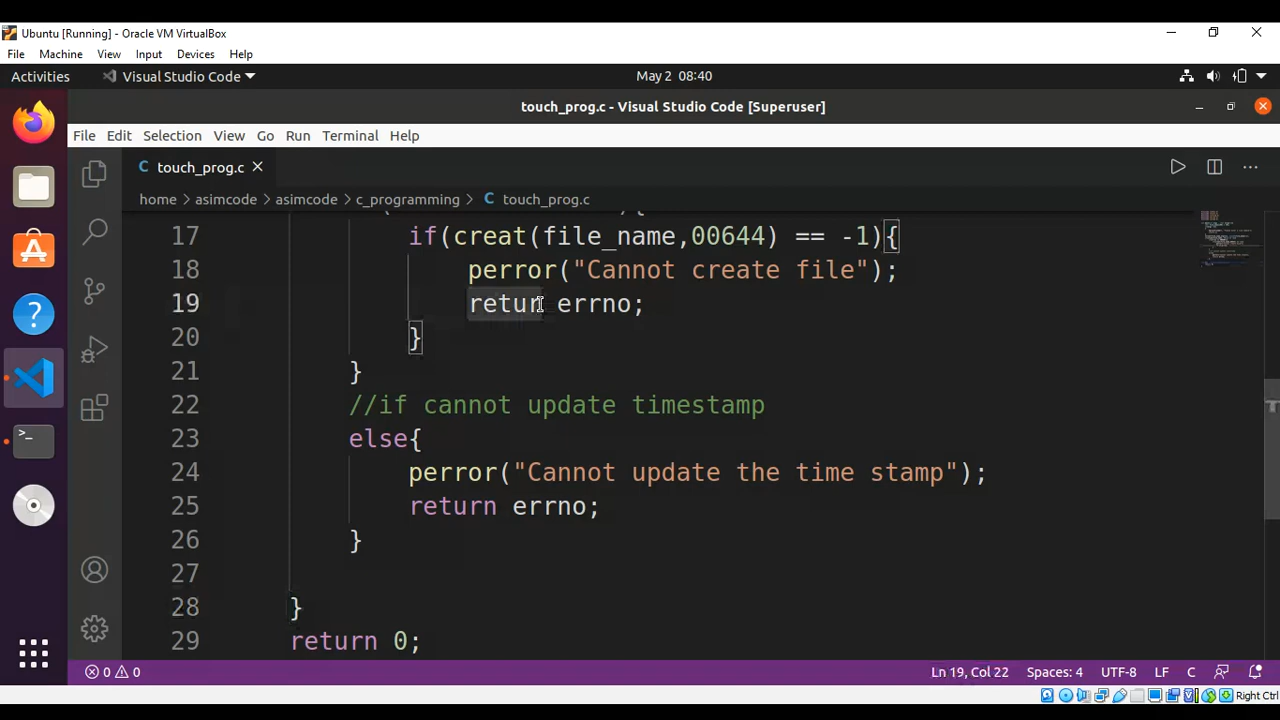 Ubuntu [Running] - Oracle VM VirtualBox
File Machine View Input Devices Help
Activities Visual Studio Code May 2 08:40
touch_prog.c - Visual Studio Code [Superuser]
File Edit Selection View Go Run Terminal Help
C touch_prog.c
home > asimcode > asimcode > c_programming > C touch_prog.c
17 if(creat(file_name,00644) == -1){
18 perror("Cannot create file");
19 return errno;
20 }
21 }
22 //if cannot update timestamp
23 else{
24 perror("Cannot update the time stamp");
25 return errno;
26 }
27
28 }
29 return 0;
0 0 Ln 19, Col 22 Spaces: 4 UTF-8 LF C
Right Ctrl